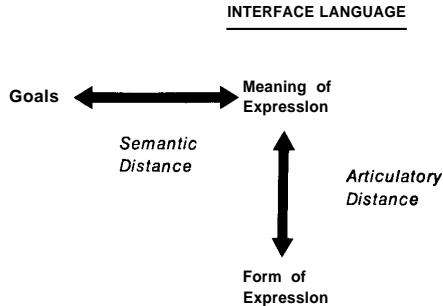 INTERFACE LANGUAGE
Goals
Meaning of
Expression
Semantic
Distance
Articulatory
Distance
Form of
Expression